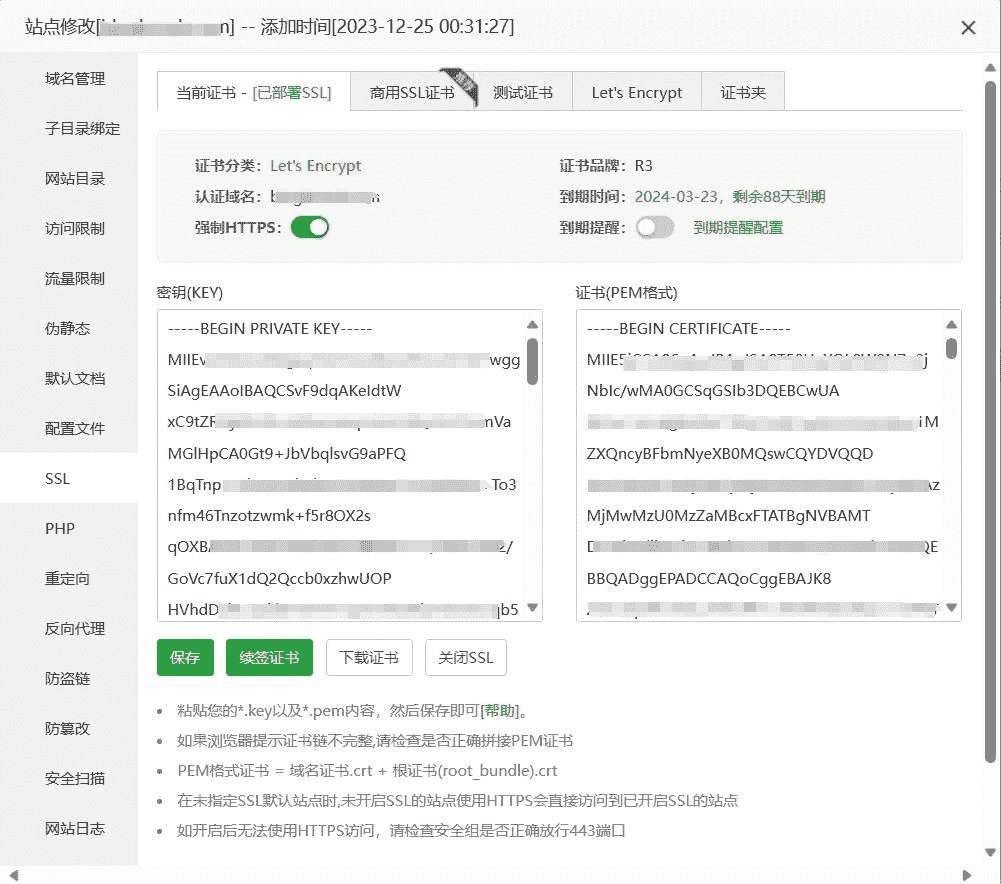 站点修改[ n] -- 添加时间[2023-12-25 00:31:27]
域名管理
子目录绑定
网站目录
访问限制
流量限制
伪静态
默认文档
配置文件
SSL
PHP
重定向
反向代理
防盗链
防篡改
安全扫描
网站日志
当前证书 - [已部署SSL]
商用SSL证书
测试证书
Let's Encrypt
证书夹
证书分类： Let's Encrypt
证书品牌： R3
认证域名：
到期时间： 2024-03-23，剩余88天到期
强制HTTPS：
到期提醒： 到期提醒配置
密钥(KEY)
-----BEGIN PRIVATE KEY-----
MIIEv wgg
SiAgEAAoIBAQCSvF9dqAKeIdtW
xC9tZF mVa
MGlHpCA0Gt9+JbVbqlsvG9aPFQ
1BqTnp To3
nfm46Tnzotzwmk+f5r8OX2s
qOXB z/
GoVc7fuX1dQ2Qccb0xzhwUOP
HVhdD qb5
证书(PEM格式)
-----BEGIN CERTIFICATE-----
MIIE5
NbIc/wMA0GCSqGSIb3DQEBCwUA
iM
ZXQncyBFbmNyeXB0MQswCQYDVQQD
Az
MjMwMzU0MzZaMBcxFTATBgNVBAMT
QE
BBQADggEPADCCAQoCggEBAJK8
保存
续签证书
下载证书
关闭SSL
粘贴您的*.key以及*.pem内容，然后保存即可[帮助]。
如果浏览器提示证书链不完整,请检查是否正确拼接PEM证书
PEM格式证书 = 域名证书.crt + 根证书(root_bundle).crt
在未指定SSL默认站点时,未开启SSL的站点使用HTTPS会直接访问到已开启SSL的站点
如开启后无法使用HTTPS访问，请检查安全组是否正确放行443端口